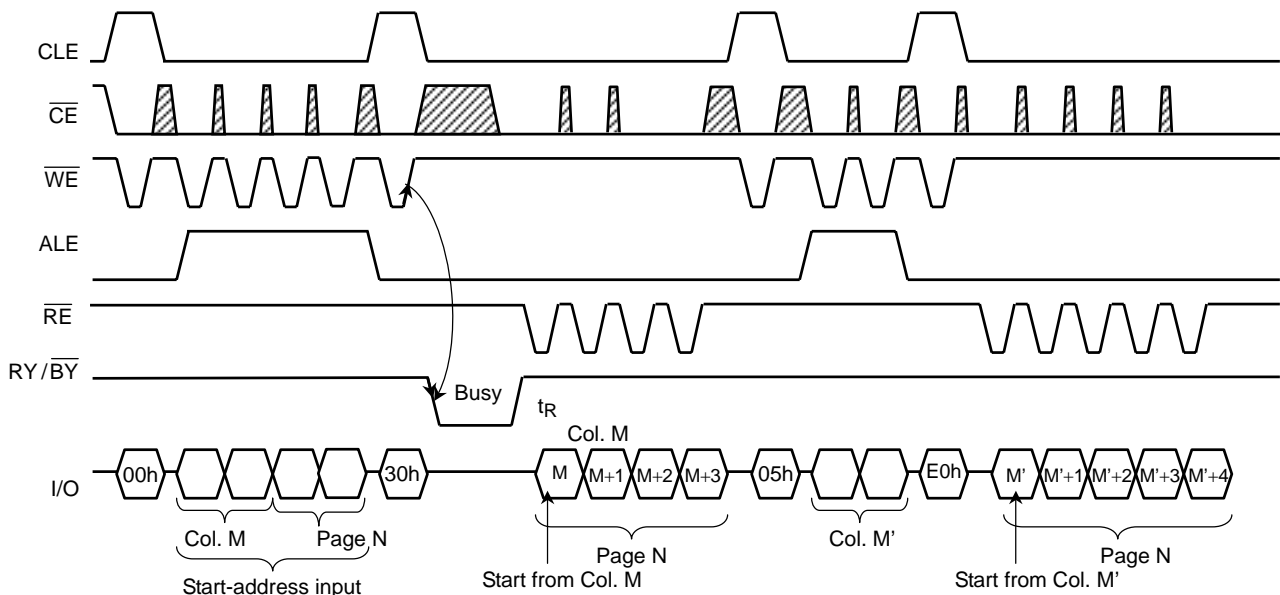 CLE
CE
WE
ALE
RE
RY/BY
Busy
tR
Col. M
I/O
00h
30h
M
M+1
M+2
M+3
05h
E0h
M'
M'+1
M'+2
M'+3
M'+4
Col. M
Page N
Start-address input
Page N
Start from Col. M
Col. M'
Page N
Start from Col. M'